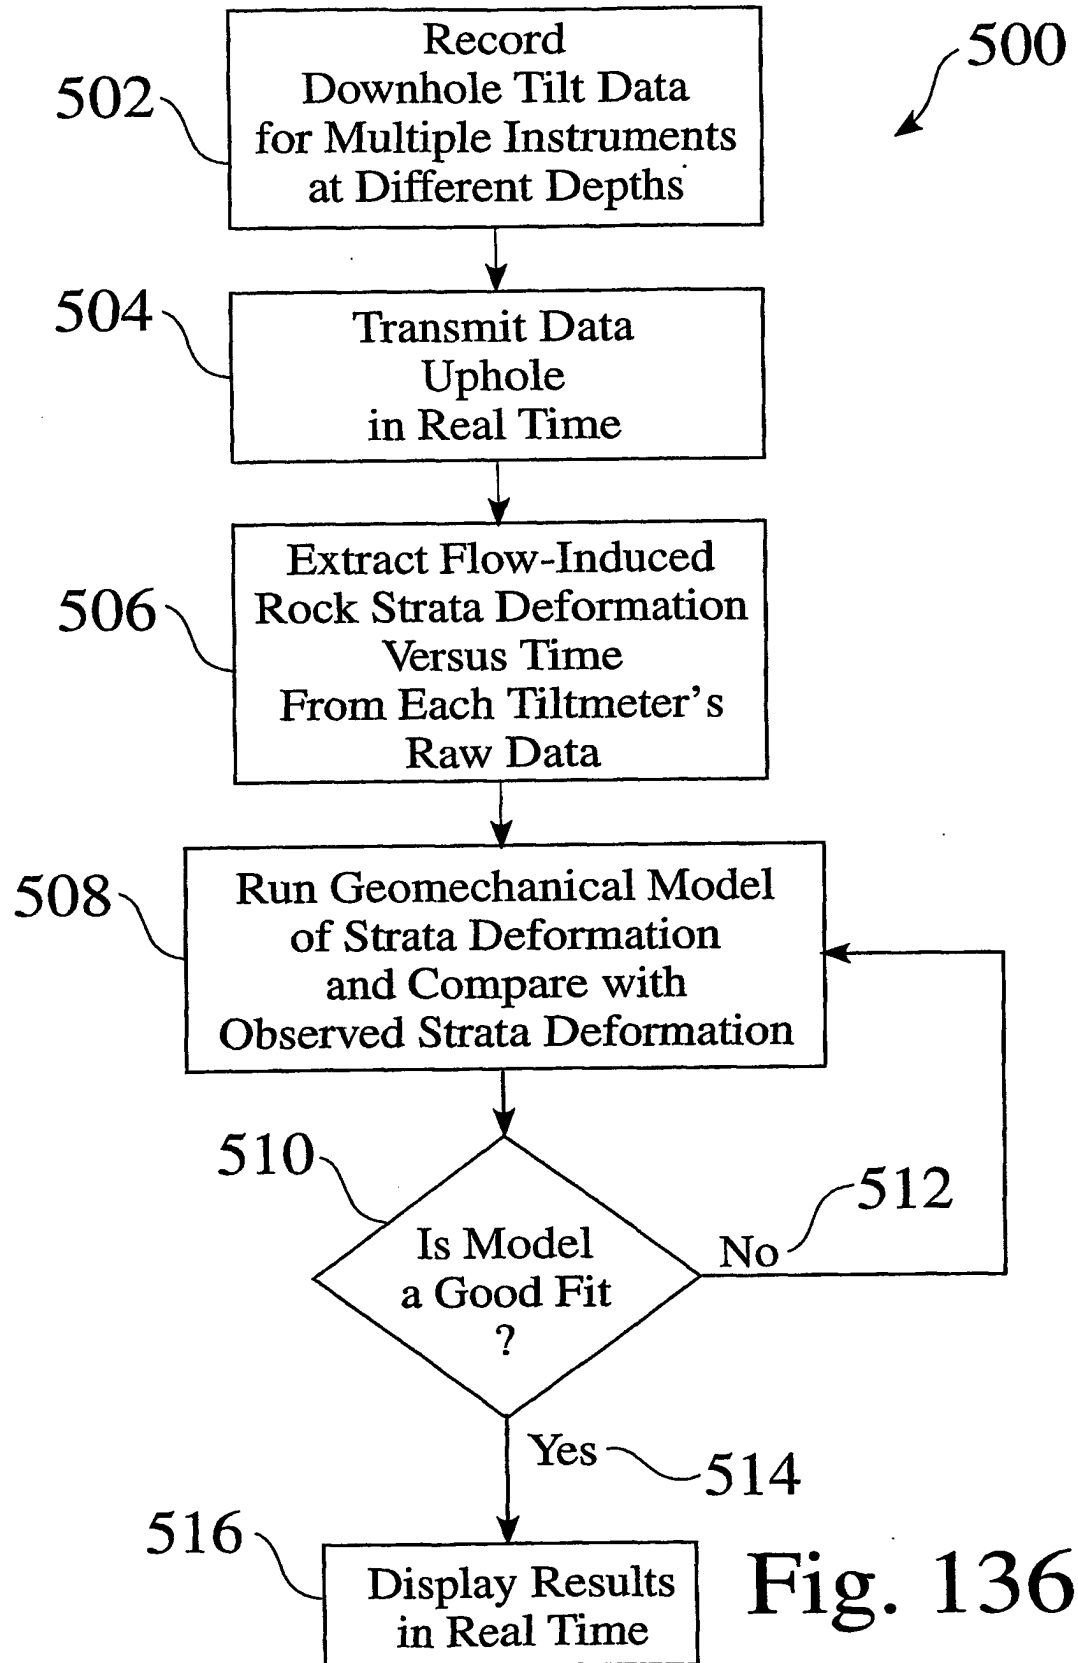 500
502
Record
Downhole Tilt Data
for Multiple Instruments
at Different Depths
504
Transmit Data
Uphole
in Real Time
506
Extract Flow-Induced
Rock Strata Deformation
Versus Time
From Each Tiltmeter's
Raw Data
508
Run Geomechanical Model
of Strata Deformation
and Compare with
Observed Strata Deformation
510
Is Model
a Good Fit
?
No
512
Yes
514
516
Display Results
in Real Time
Fig. 136